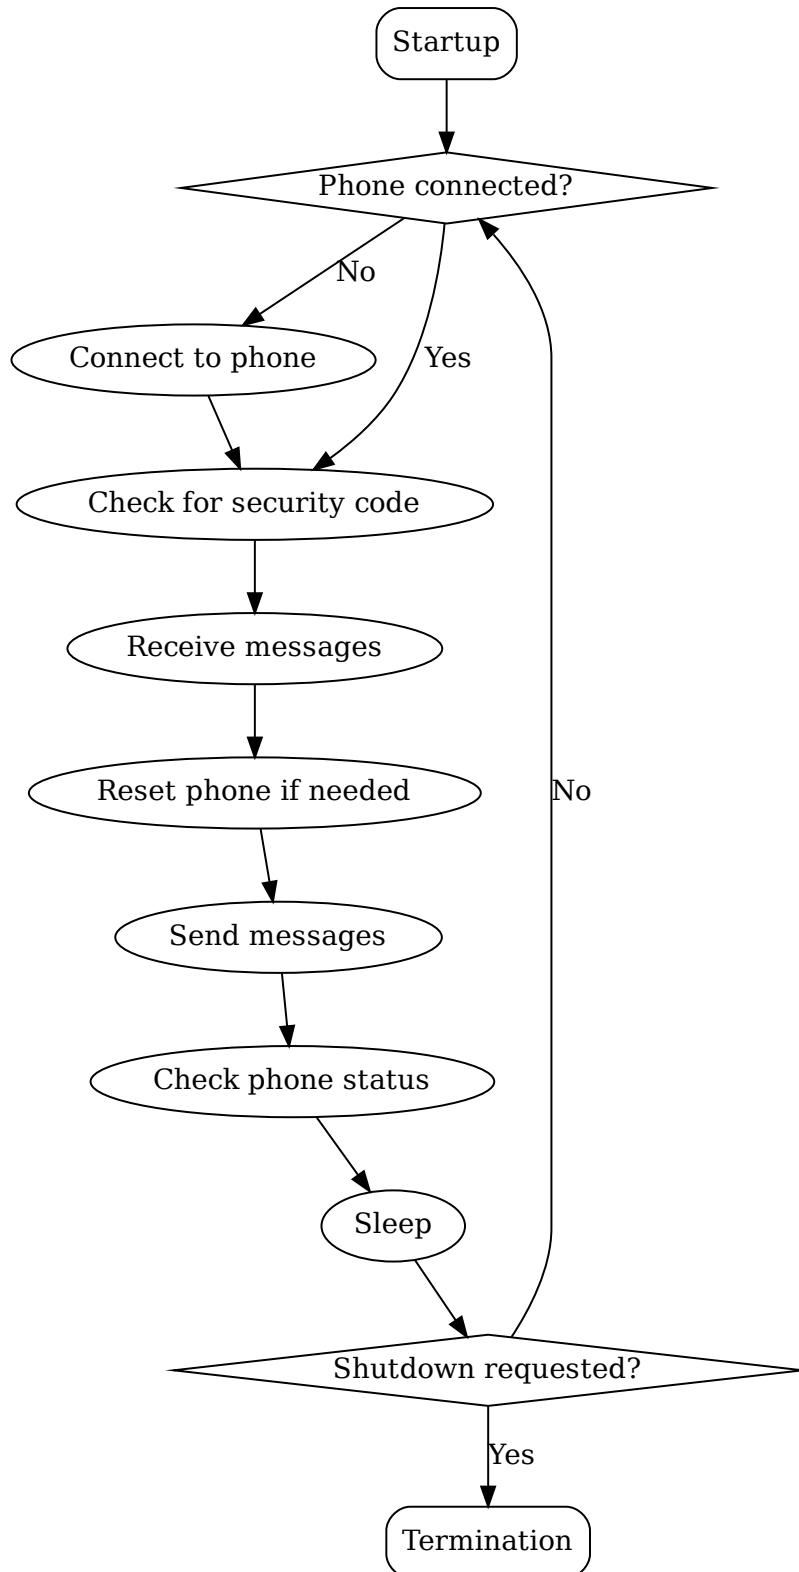 Startup
Phone connected?
No
Connect to phone
Yes
Check for security code
Receive messages
Reset phone if needed
No
Send messages
Check phone status
Sleep
Shutdown requested?
Yes
Termination